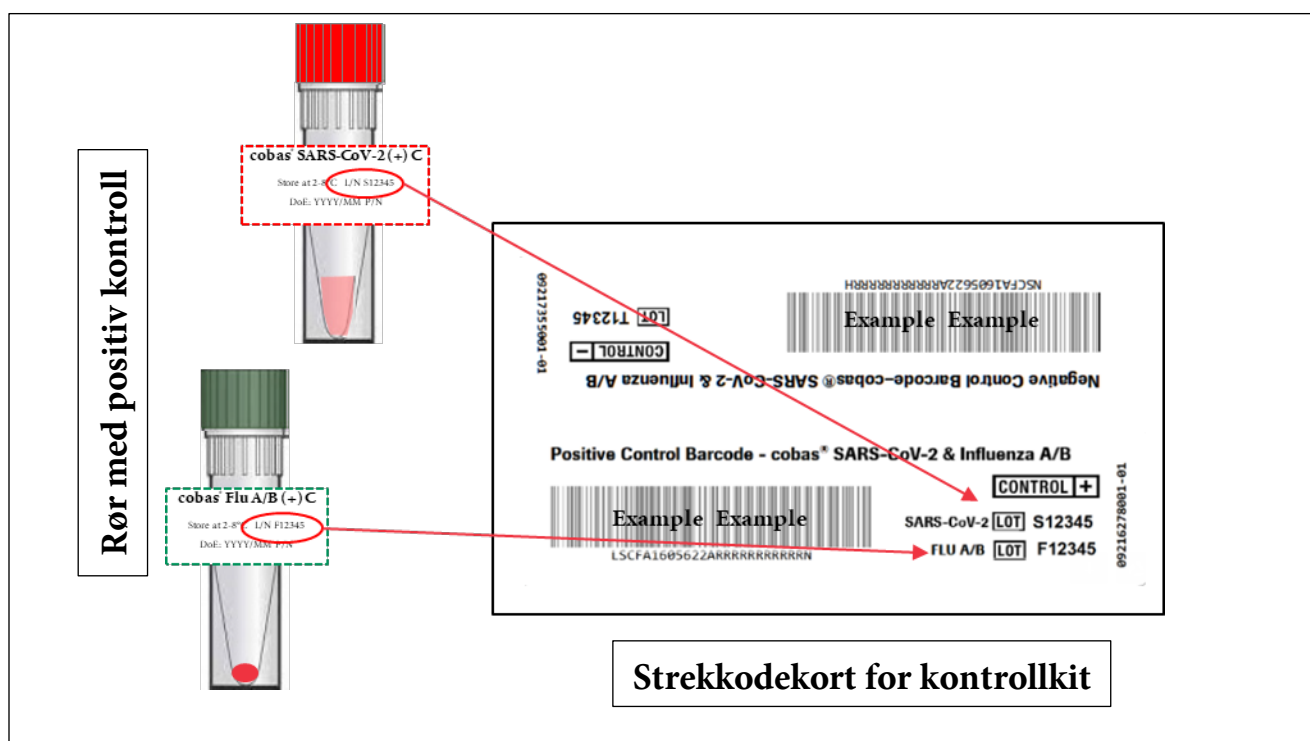 Rør med positiv kontroll
cobas® SARS-CoV-2 (+) C
Store at 2-8°C L/N S12345
DoE: YYYY/MM P/N
cobas® Flu A/B (+) C
Store at 2-8°C L/N F12345
DoE: YYYY/MM P/N
Negative Control Barcode–cobas® SARS-CoV-2 & Influenza A/B
CONTROL –
LOT T12345
09217355001-01
Example Example
NSCFA1605622ARRRRRRRRRRRH
Positive Control Barcode - cobas® SARS-CoV-2 & Influenza A/B
Example Example
LSCFA1605622ARRRRRRRRRRRN
CONTROL +
SARS-CoV-2 LOT S12345
FLU A/B LOT F12345
09216278001-01
Strekkodekort for kontrollkit